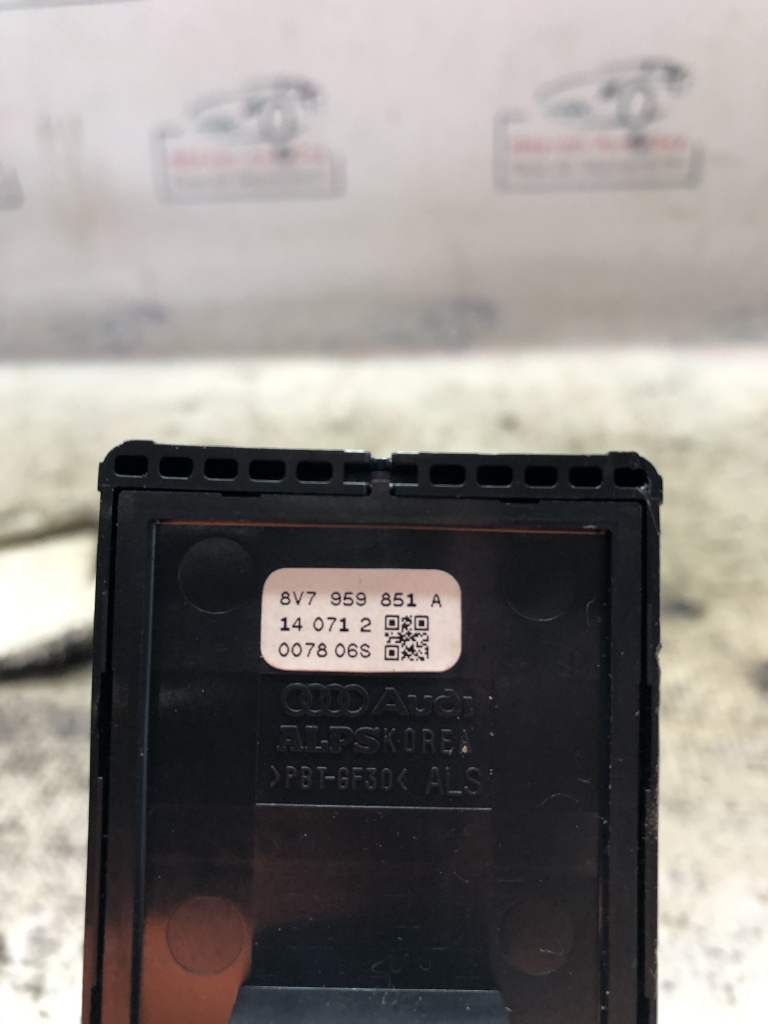 8V7 959 851 A
14 071 2
0078 06S
Audi
ALPS KOREA
>PBT-GF30< ALS